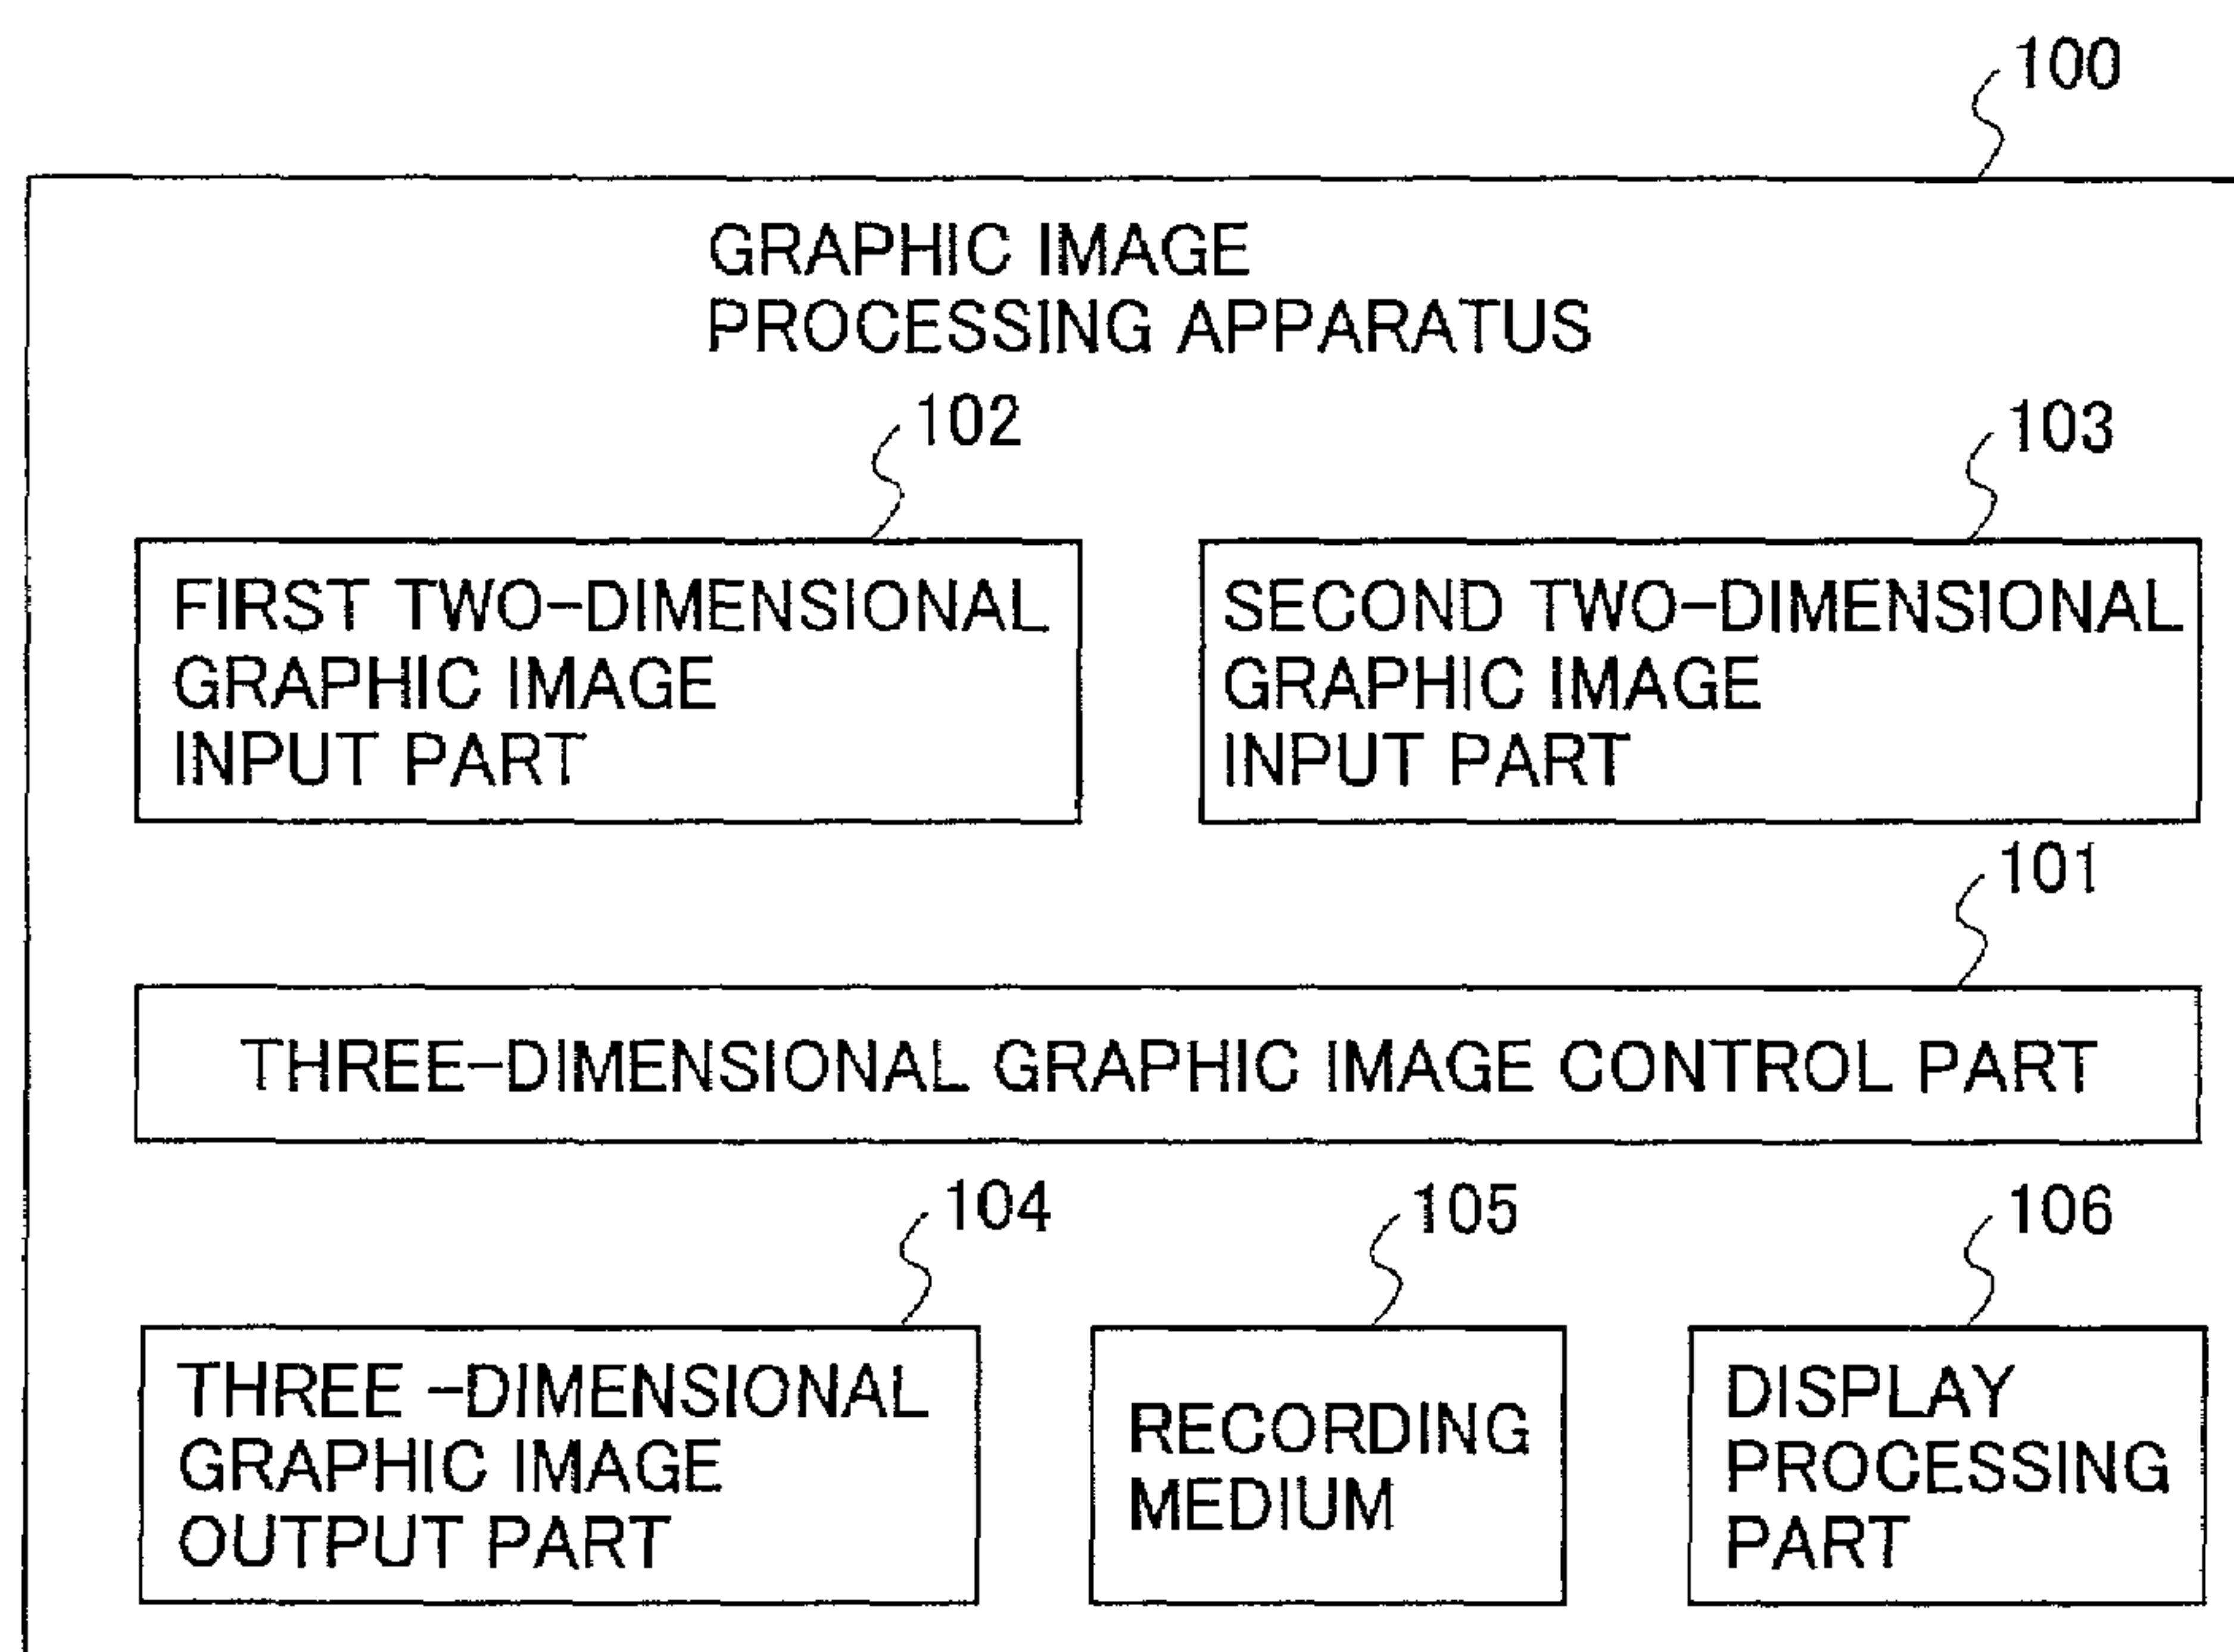 100
GRAPHIC IMAGE
PROCESSING APPARATUS
102
103
FIRST TWO-DIMENSIONAL
GRAPHIC IMAGE
INPUT PART
SECOND TWO-DIMENSIONAL
GRAPHIC IMAGE
INPUT PART
101
THREE-DIMENSIONAL GRAPHIC IMAGE CONTROL PART
104
105
106
THREE -DIMENSIONAL
GRAPHIC IMAGE
OUTPUT PART
RECORDING
MEDIUM
DISPLAY
PROCESSING
PART